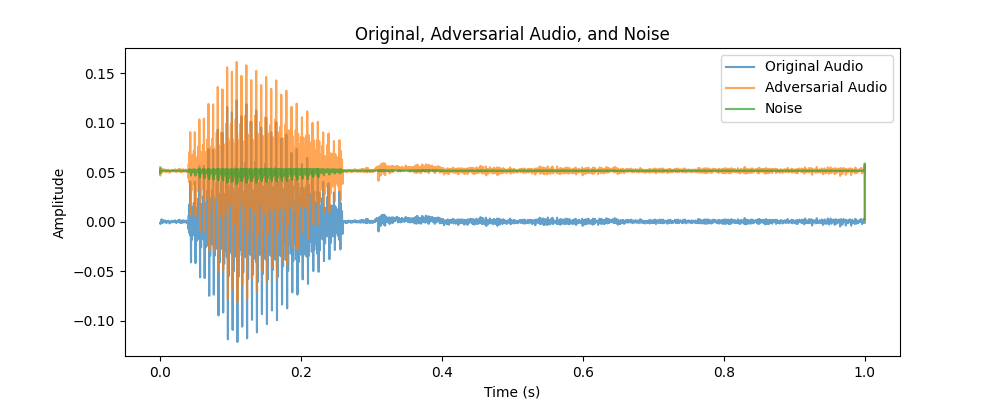 Original, Adversarial Audio, and Noise
Original Audio
Adversarial Audio
Noise
Amplitude
0.15
0.10
0.05
0.00
−0.05
−0.10
0.0 0.2 0.4 0.6 0.8 1.0
Time (s)